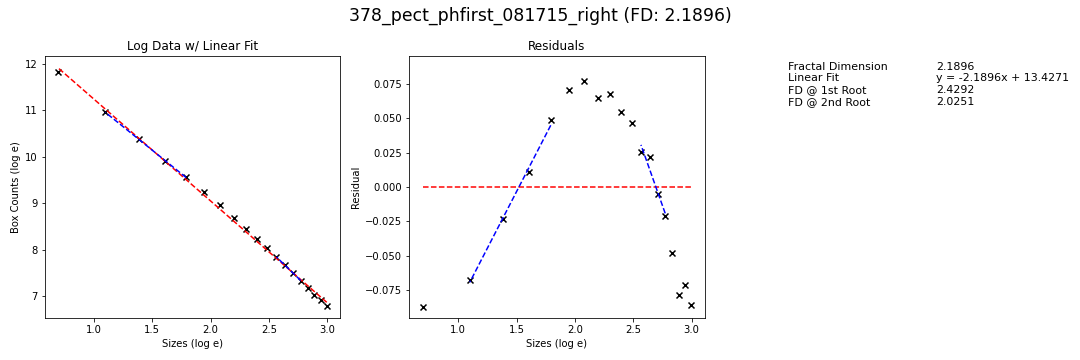 378_pect_phfirst_081715_right (FD: 2.1896)
Log Data w/ Linear Fit
Residuals
Box Counts (log e)
12
11
10
9
8
7
1.0
1.5
2.0
2.5
3.0
Sizes (log e)
Residual
0.075
0.050
0.025
0.000
−0.025
−0.050
−0.075
1.0
1.5
2.0
2.5
3.0
Sizes (log e)
Fractal Dimension 2.1896
Linear Fit y = -2.1896x + 13.4271
FD @ 1st Root 2.4292
FD @ 2nd Root 2.0251